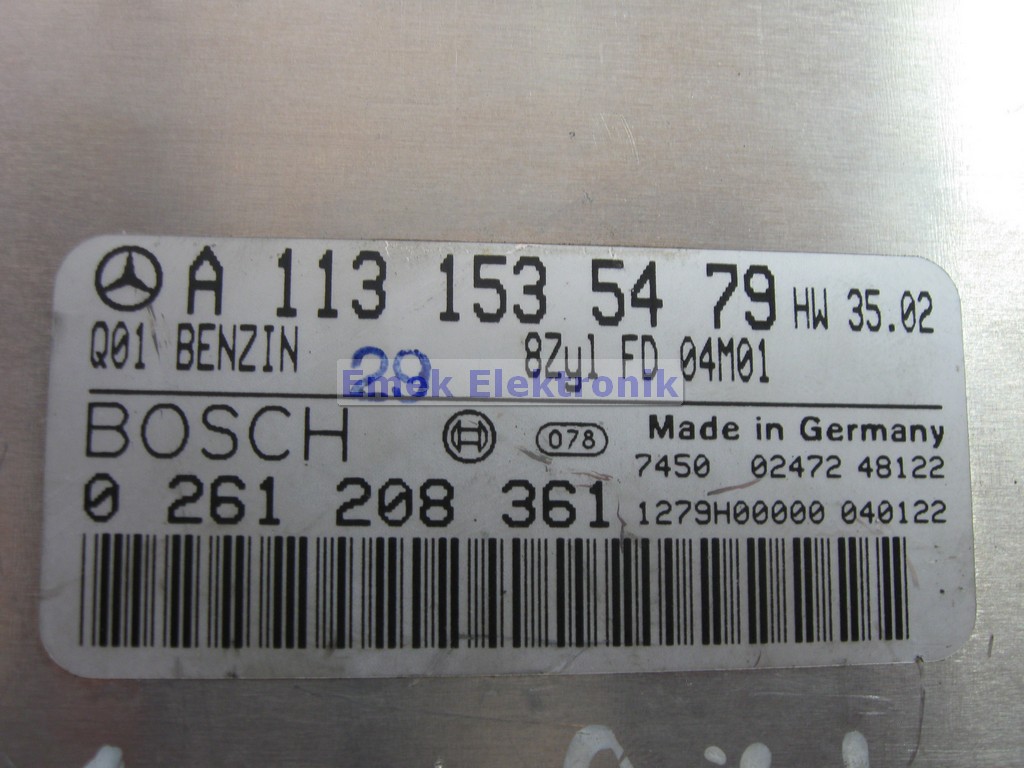 A 113 153 54 79 HW 35.02
Q01 BENZIN 29 8Zyl FD 04M01
Emek Elektronik
BOSCH 078 Made in Germany
7450 02472 48122
0 261 208 361 1279H00000 040122